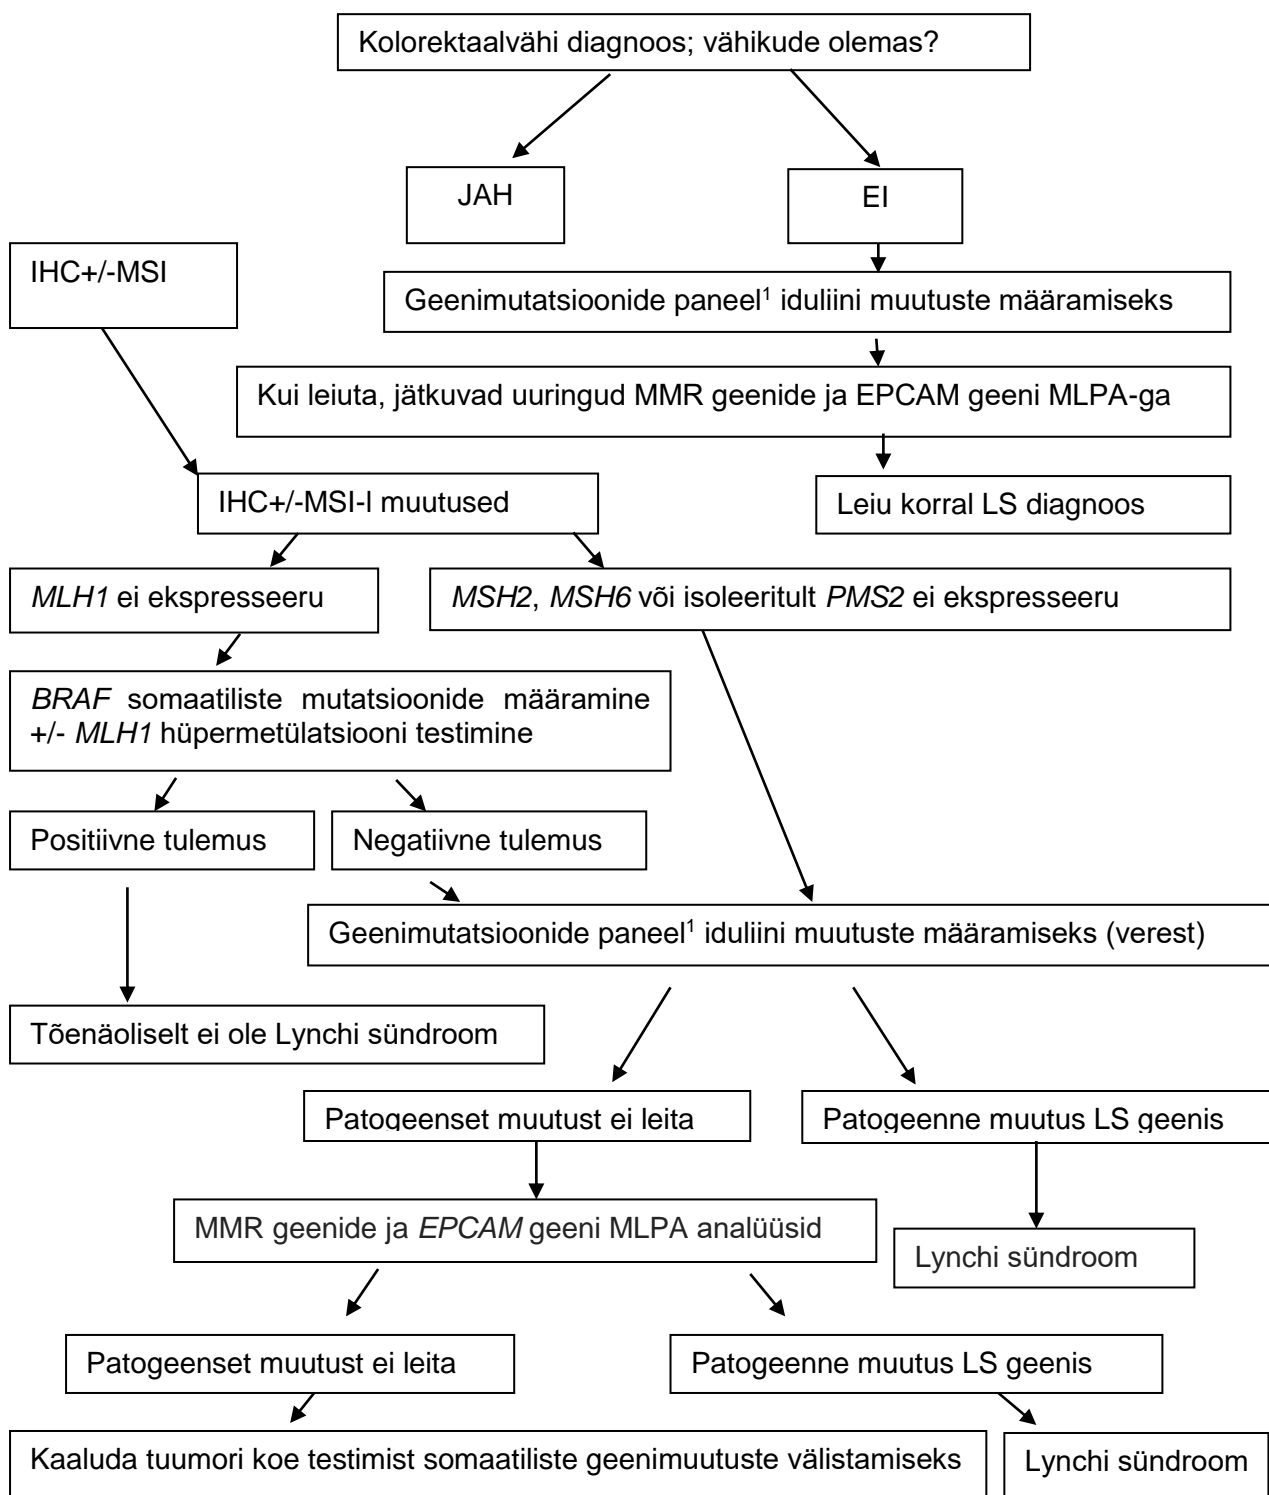 Kolorektaalvähi diagnoos; vähikude olemas?
JAH
EI
IHC+/-MSI
Geenimutatsioonide paneel¹ iduliini muutuste määramiseks
Kui leiuta, jätkuvad uuringud MMR geenide ja EPCAM geeni MLPA-ga
IHC+/-MSI-I muutused
Leiu korral LS diagnoos
MLH1 ei ekspresseeru
MSH2, MSH6 või isoleeritult PMS2 ei ekspresseeru
BRAF somaatiliste mutatsioonide määramine
+/- MLH1 hüpermetülatsiooni testimine
Positiivne tulemus
Negatiivne tulemus
Geenimutatsioonide paneel¹ iduliini muutuste määramiseks (verest)
Tõenäoliselt ei ole Lynchi sündroom
Patogeenset muutust ei leita
Patogeenne muutus LS geenis
MMR geenide ja EPCAM geeni MLPA analüüsid
Lynchi sündroom
Patogeenset muutust ei leita
Patogeenne muutus LS geenis
Kaaluda tuumori koe testimist somaatiliste geenimuutuste välistamiseks
Lynchi sündroom